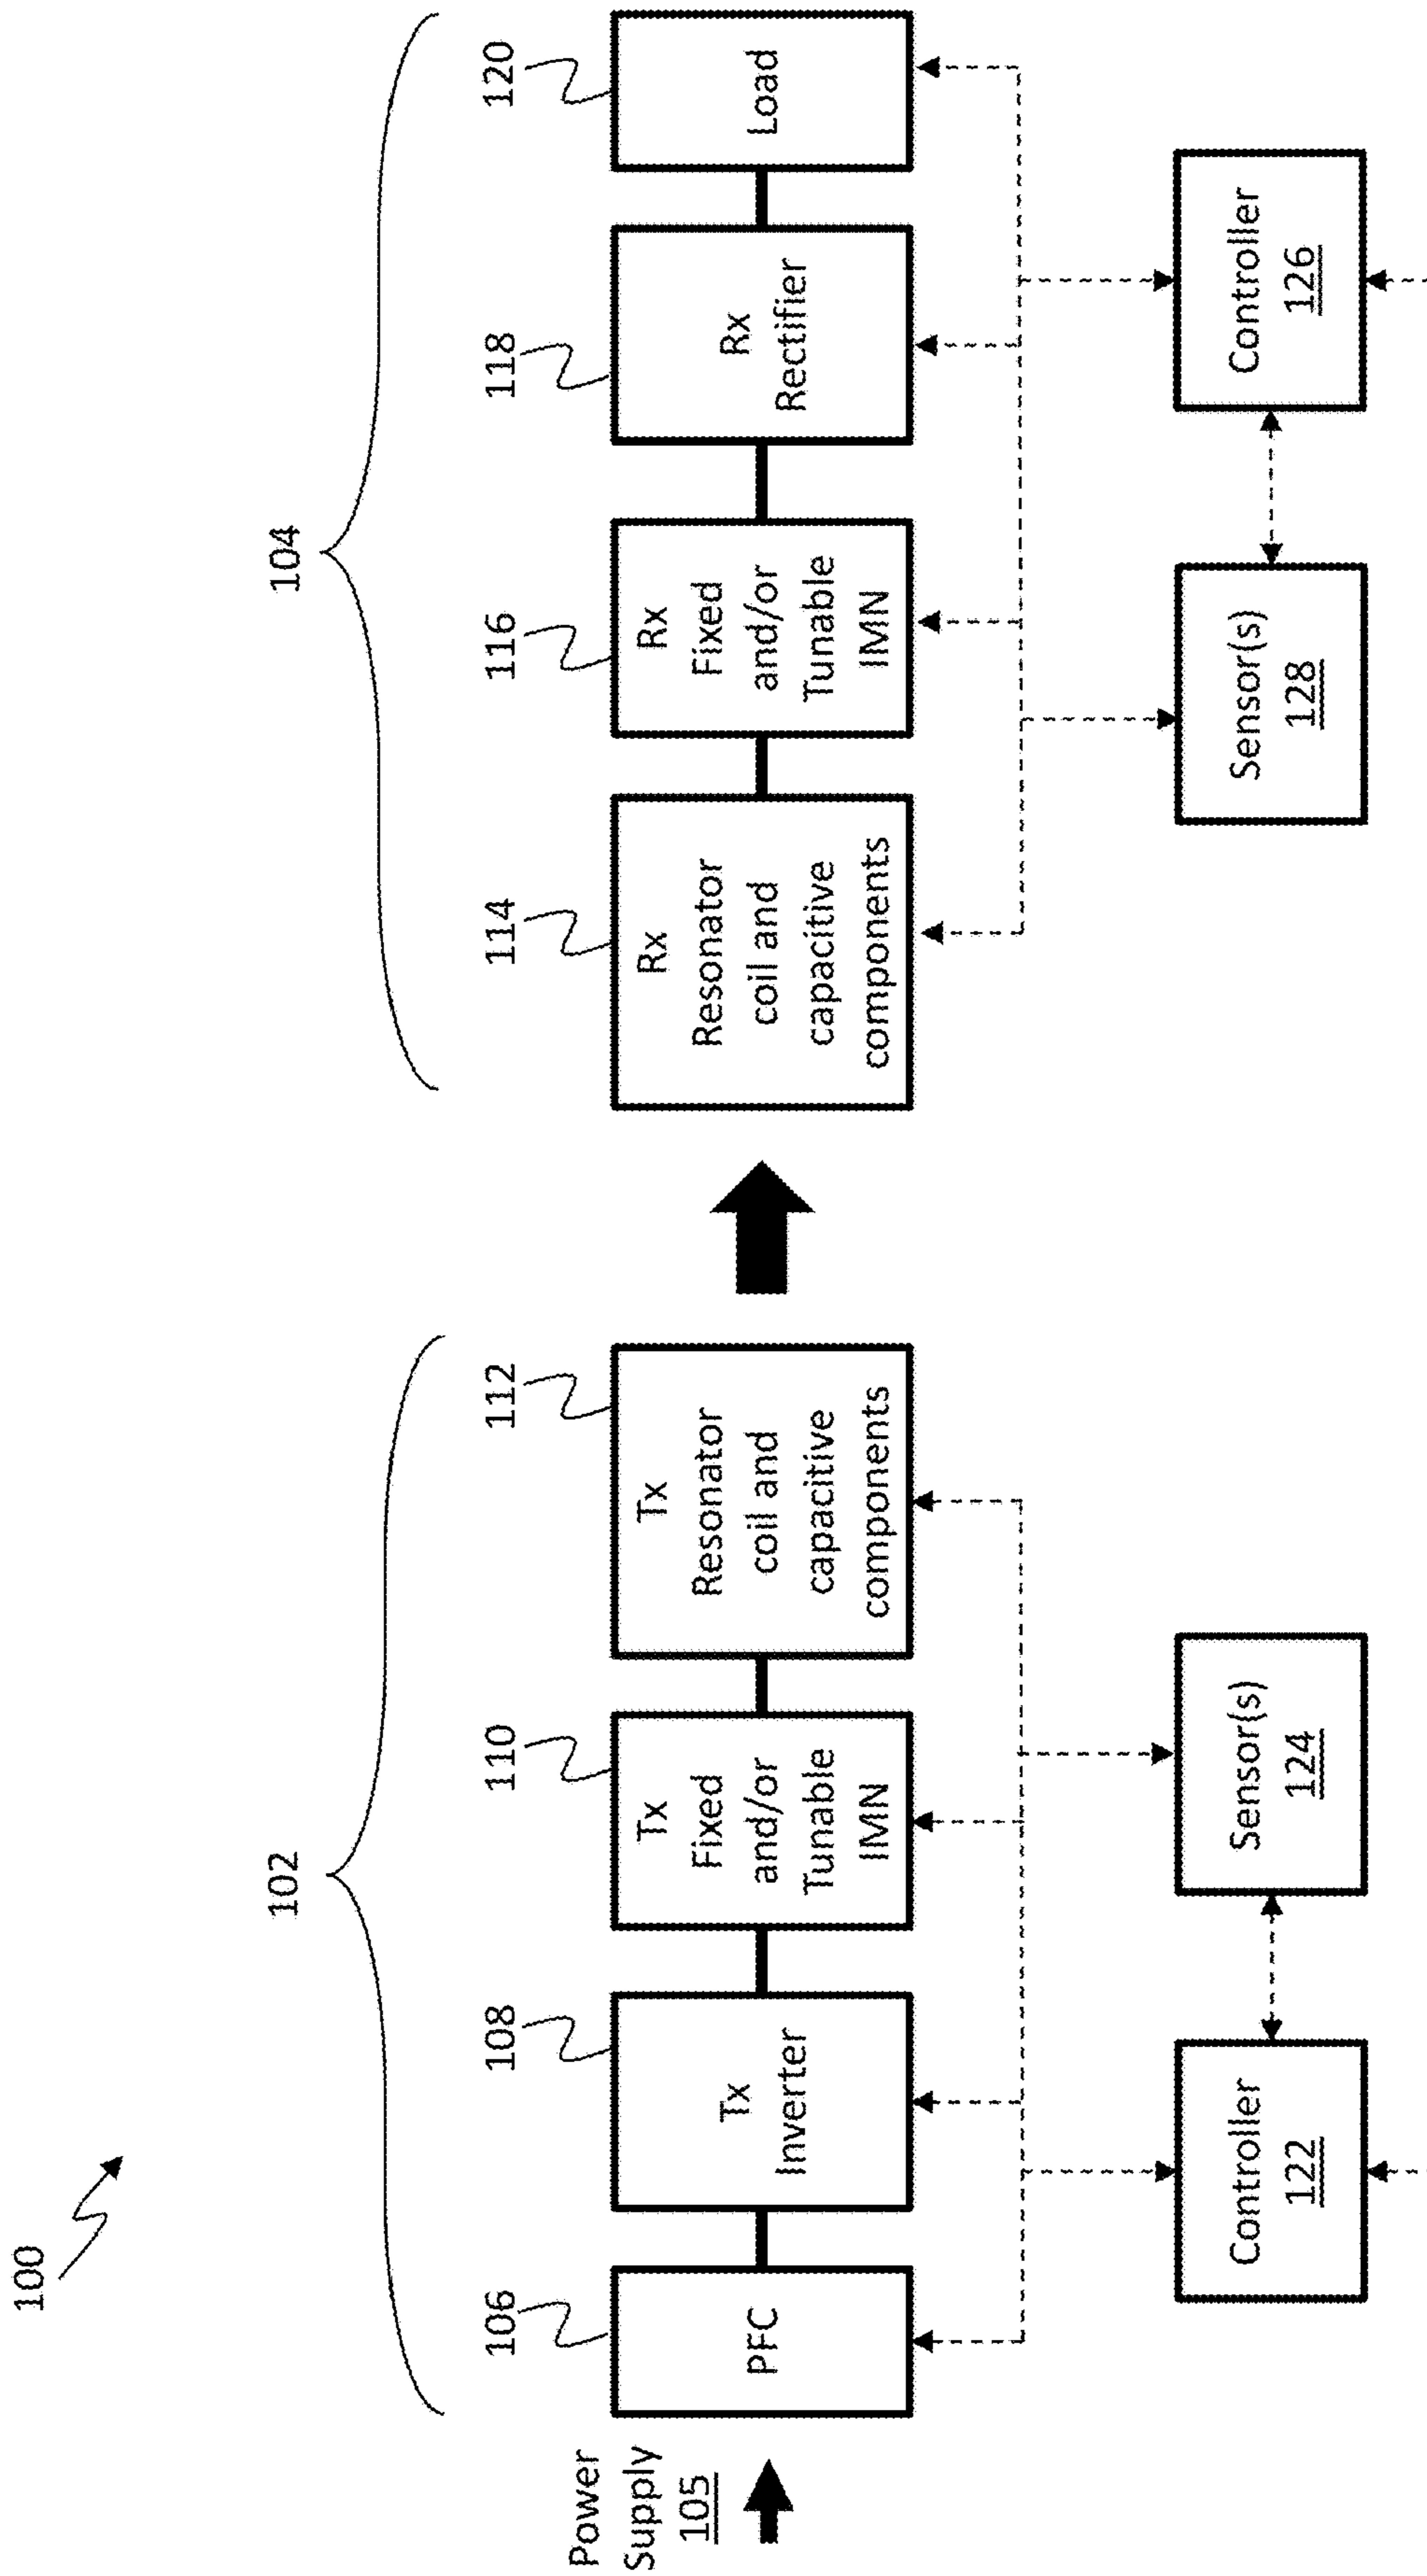 100
102
104
Power
Supply
105
106
PFC
108
Tx
Inverter
110
Tx
Fixed
and/or
Tunable
IMN
112
Tx
Resonator
coil and
capacitive
components
114
Rx
Resonator
coil and
capacitive
components
116
Rx
Fixed
and/or
Tunable
IMN
118
Rx
Rectifier
120
Load
Controller
122
Sensor(s)
124
Sensor(s)
128
Controller
126